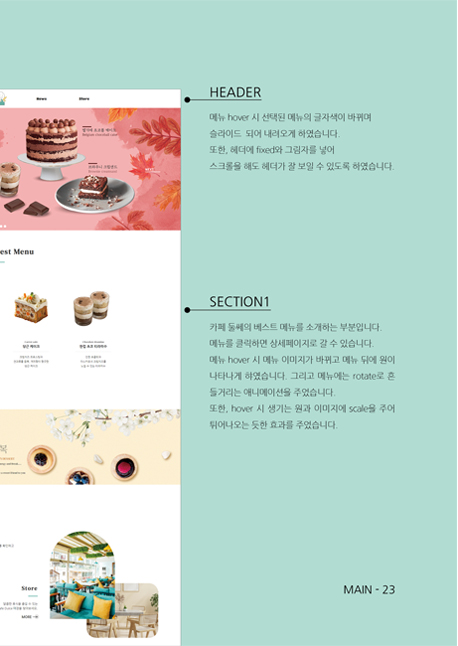 News
Store
est Menu
Store
MORE
HEADER
메뉴 hover 시 선택된 메뉴의 글자색이 바뀌며
슬라이드 되어 내려오게 하였습니다.
또한, 헤더에 fixed와 그림자를 넣어
스크롤을 해도 헤더가 잘 보일 수 있도록 하였습니다.
SECTION1
카페 둘쎄의 베스트 메뉴를 소개하는 부분입니다.
메뉴를 클릭하면 상세페이지로 갈 수 있습니다.
메뉴 hover 시 메뉴 이미지가 바뀌고 메뉴 뒤에 원이
나타나게 하였습니다. 그리고 메뉴에는 rotate로 흔
들거리는 애니메이션을 주었습니다.
또한, hover 시 생기는 원과 이미지에 scale을 주어
튀어나오는 듯한 효과를 주었습니다.
MAIN - 23